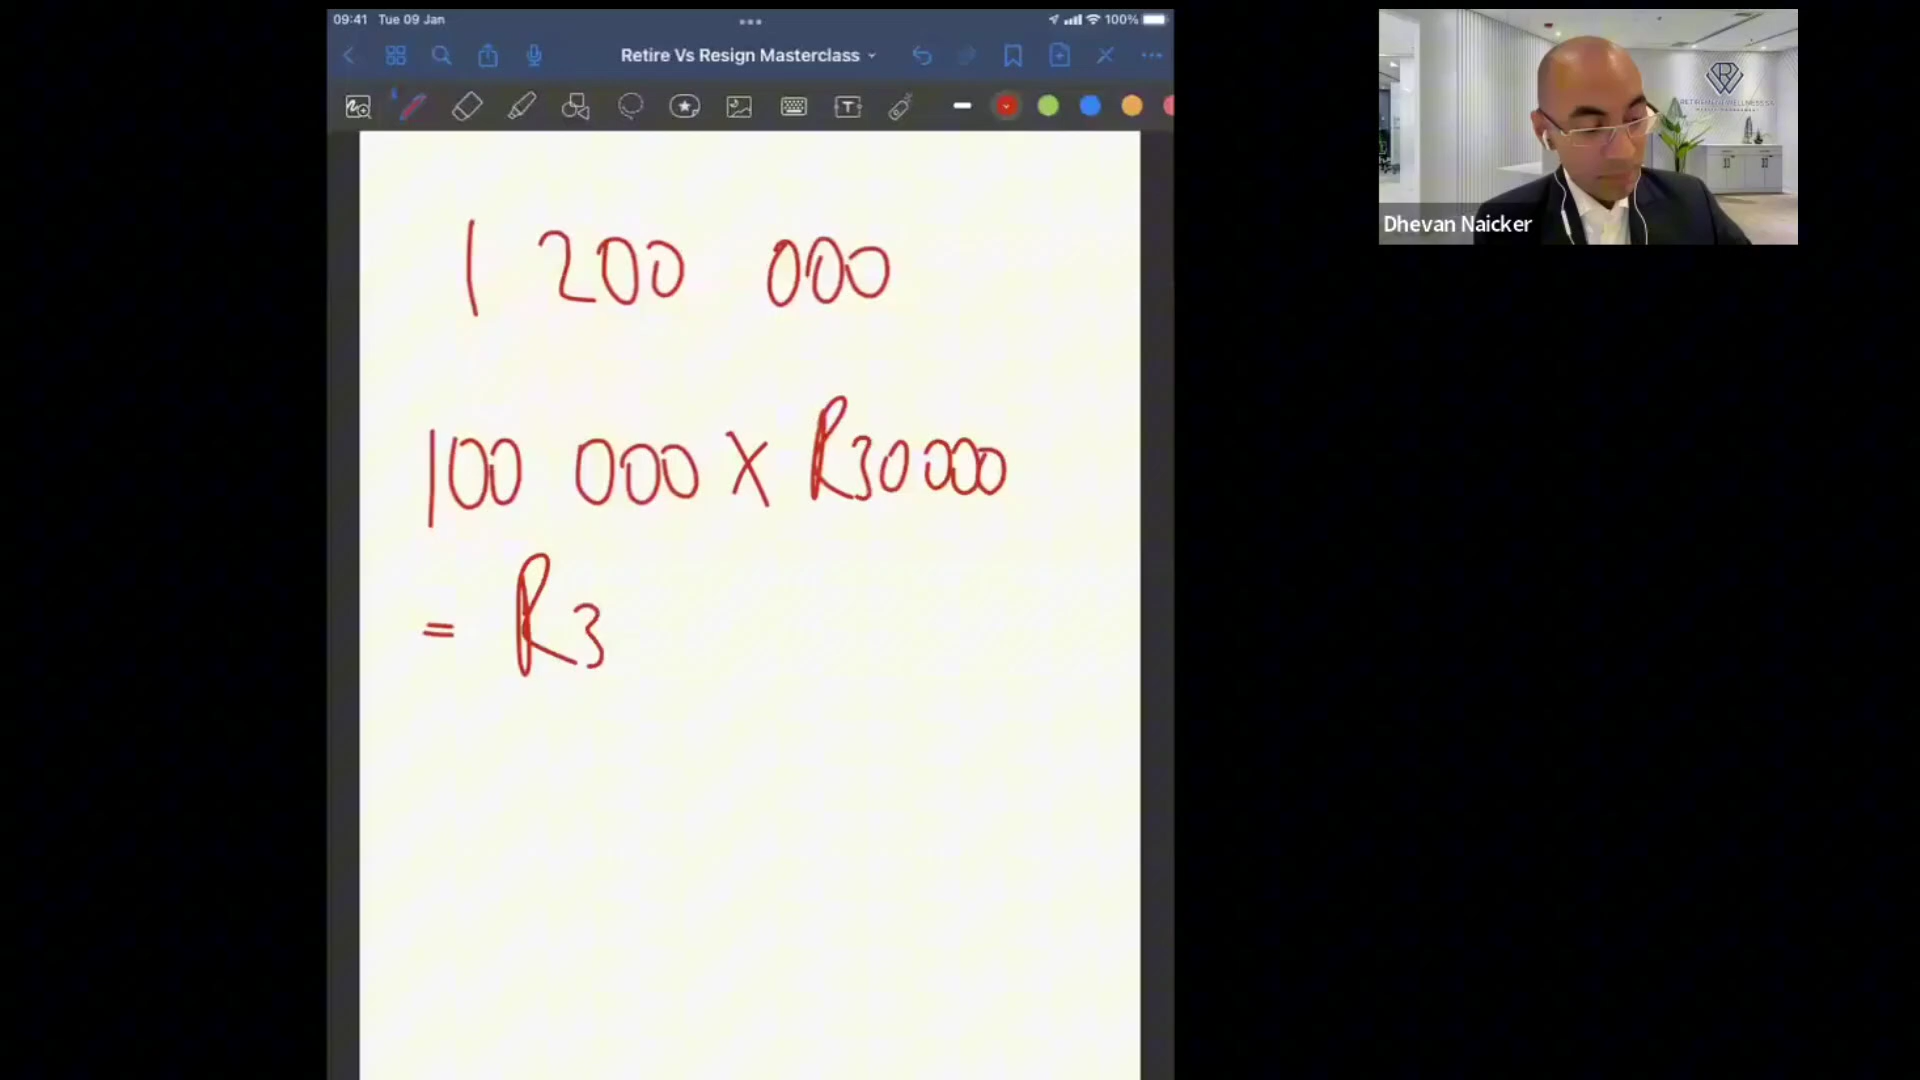 09:41 Tue 09 Jan
100%
Retire Vs Resign Masterclass
T
1 200 000
100 000 X R30 000
= R3
Dhevan Naicker